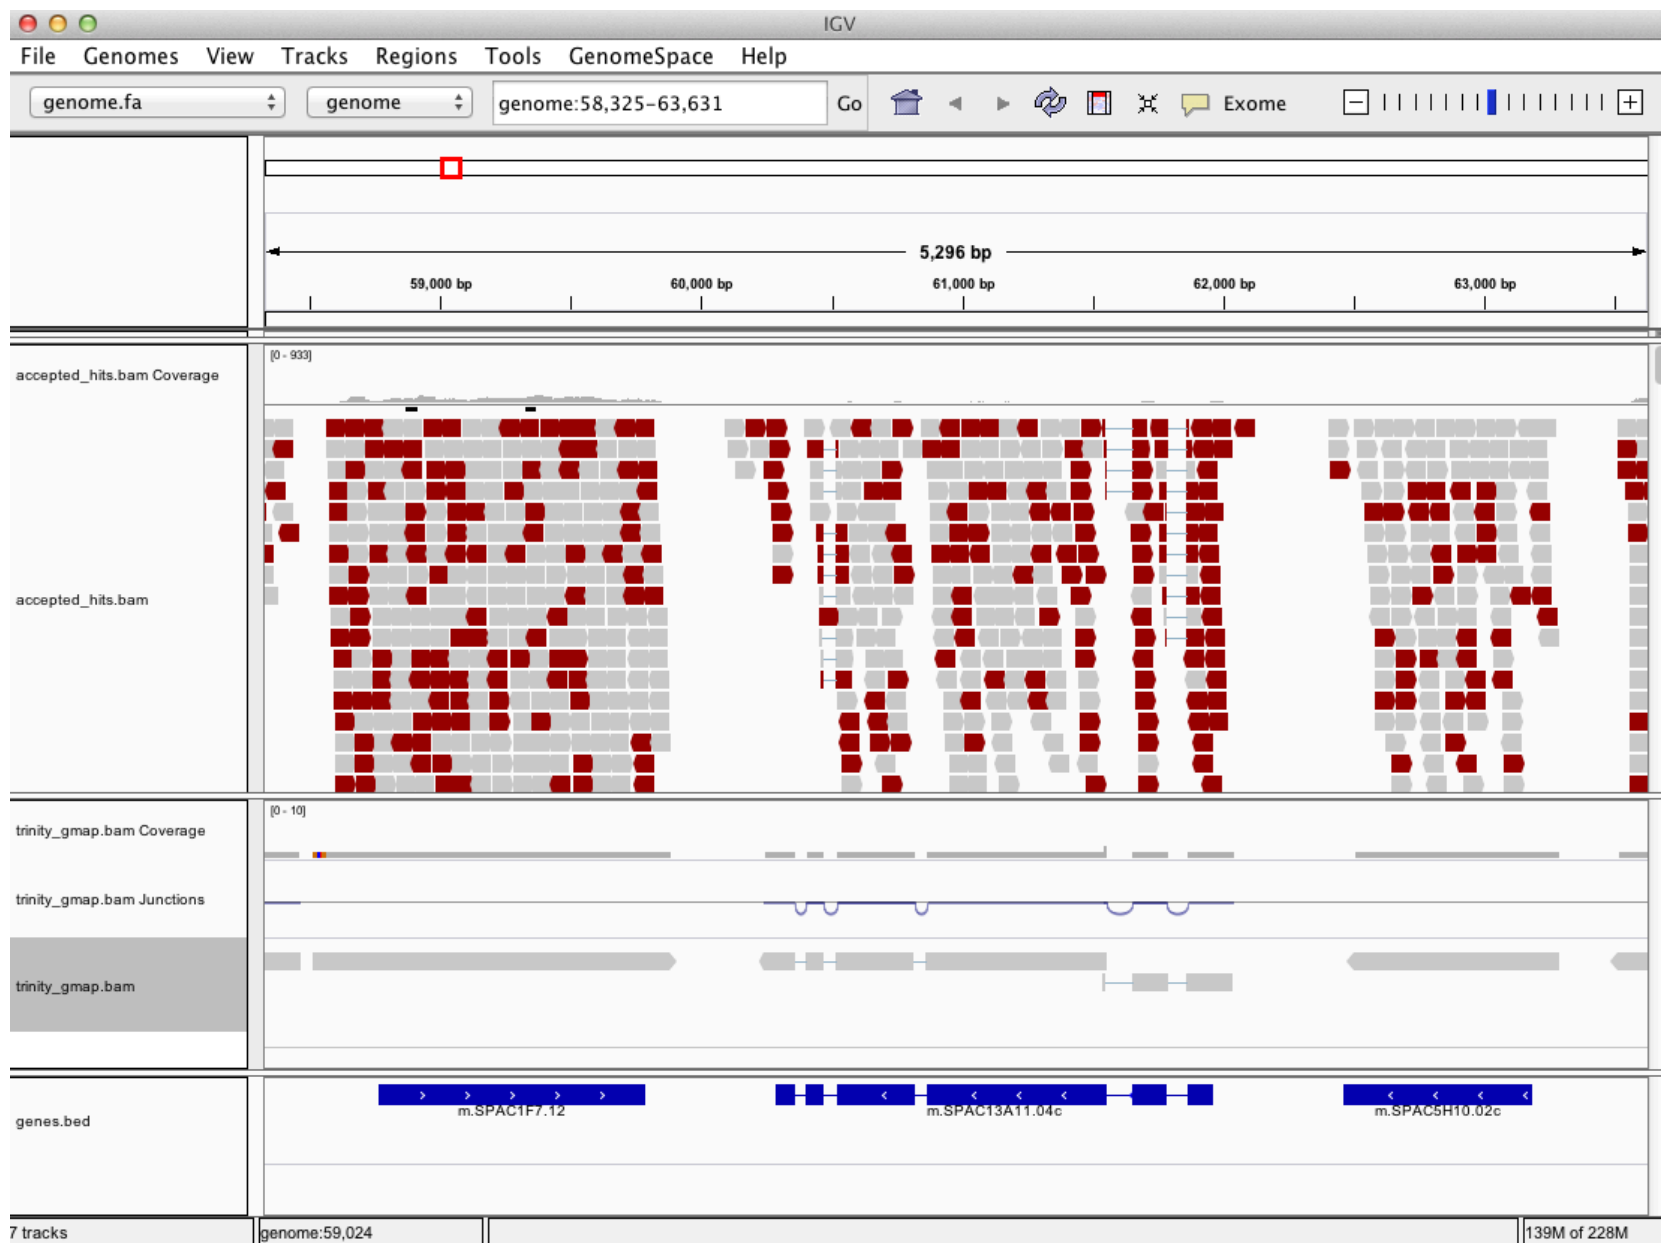 IGV
File Genomes View Tracks Regions Tools GenomeSpace Help
genome.fa genome genome:58,325-63,631 Go Exome
5,296 bp
59,000 bp 60,000 bp 61,000 bp 62,000 bp 63,000 bp
[0 - 933]
accepted_hits.bam Coverage
accepted_hits.bam
[0 - 10]
trinity_gmap.bam Coverage
trinity_gmap.bam Junctions
trinity_gmap.bam
m.SPAC1F7.12 m.SPAC13A11.04c m.SPAC5H10.02c
genes.bed
7 tracks genome:59,024 139M of 228M